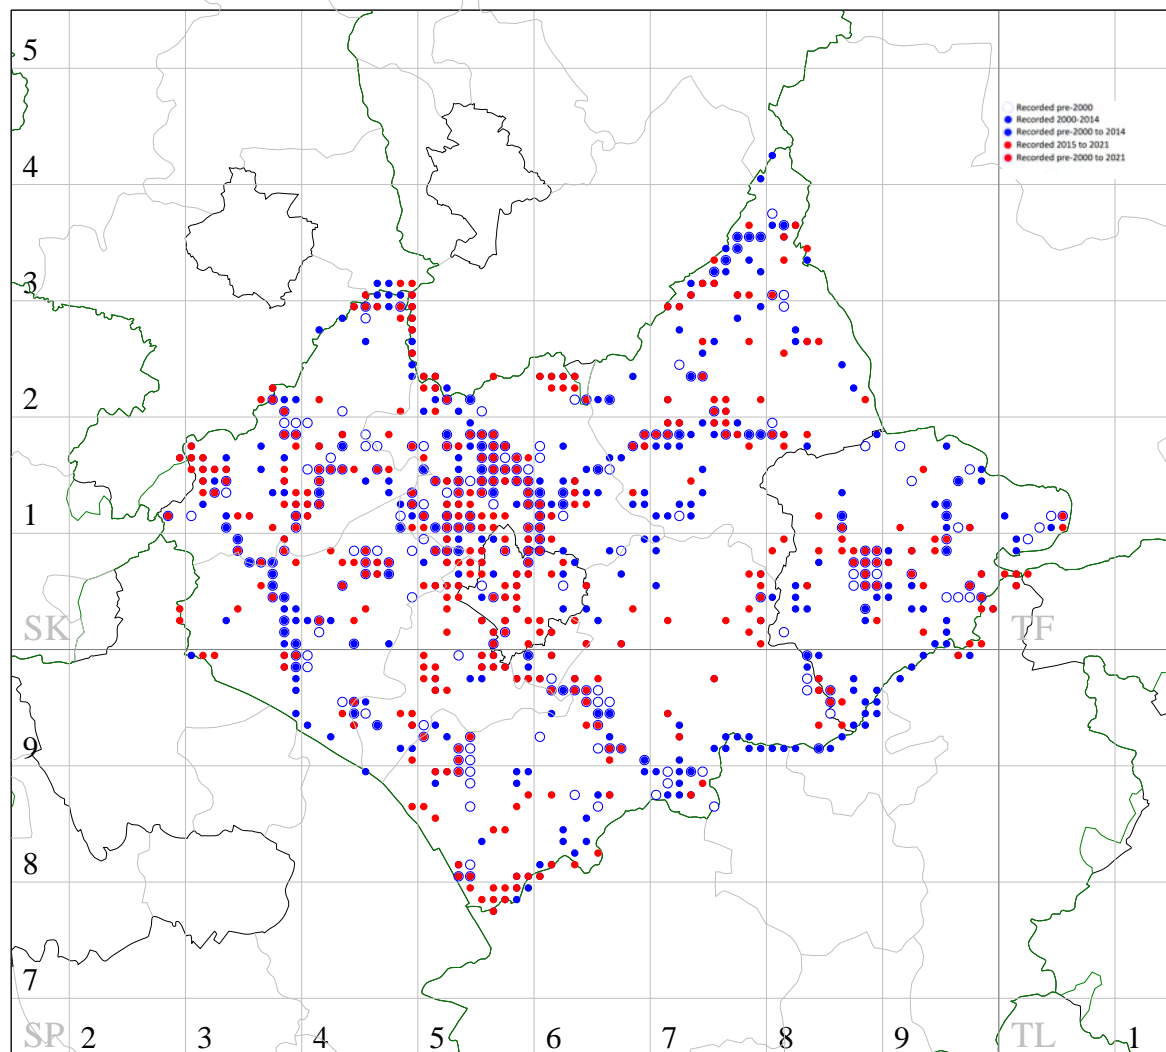 5
Recorded pre-2000
Recorded 2000-2014
Recorded pre-2000 to 2014
Recorded 2015 to 2021
Recorded pre-2000 to 2021
4
3
2
1
SK
TF
9
8
7
SP 2 3 4 5 6 7 8 9 TL 1